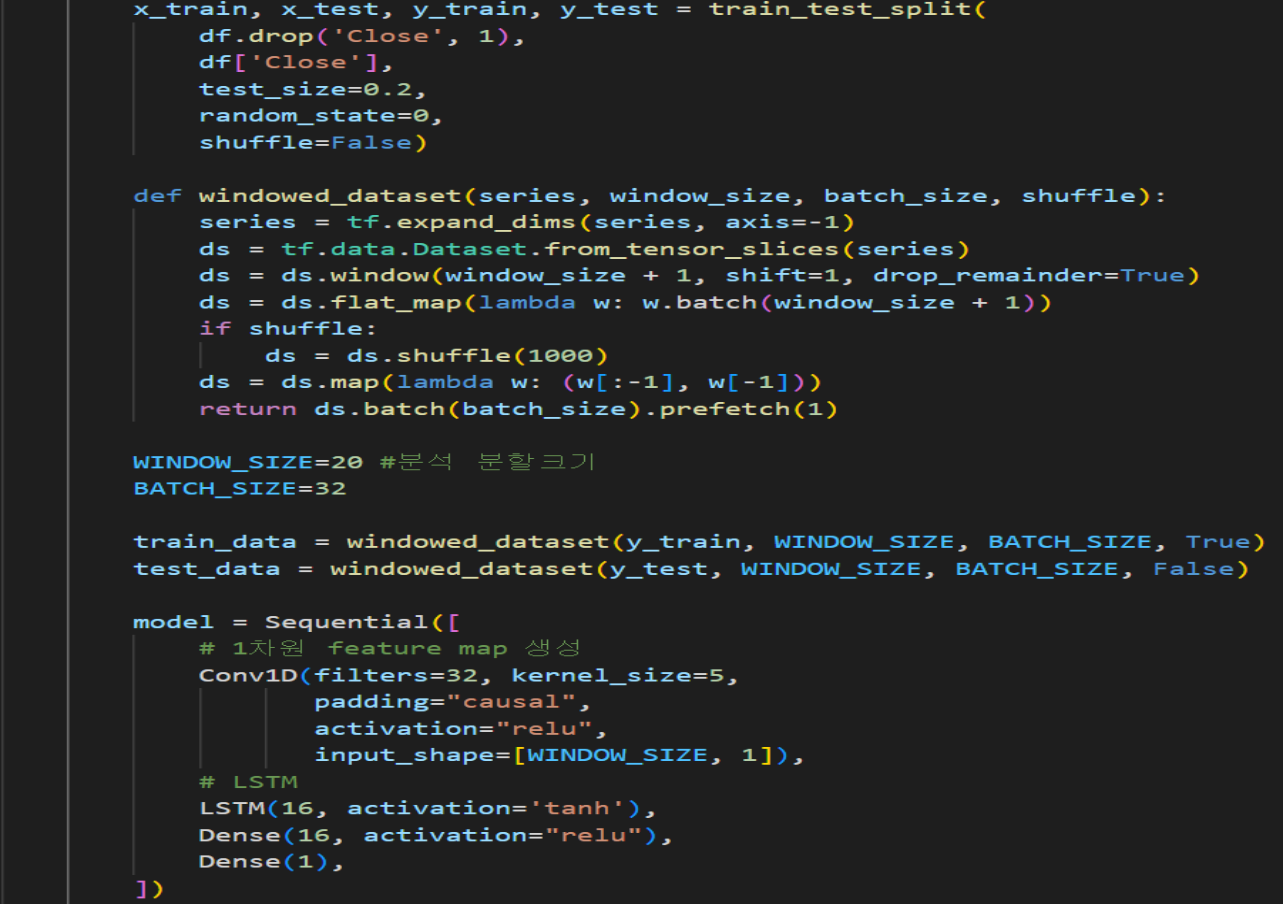 x_train, x_test, y_train, y_test = train_test_split(
    df.drop('Close', 1),
    df['Close'],
    test_size=0.2,
    random_state=0,
    shuffle=False)

def windowed_dataset(series, window_size, batch_size, shuffle):
    series = tf.expand_dims(series, axis=-1)
    ds = tf.data.Dataset.from_tensor_slices(series)
    ds = ds.window(window_size + 1, shift=1, drop_remainder=True)
    ds = ds.flat_map(lambda w: w.batch(window_size + 1))
    if shuffle:
        ds = ds.shuffle(1000)
    ds = ds.map(lambda w: (w[:-1], w[-1]))
    return ds.batch(batch_size).prefetch(1)

WINDOW_SIZE=20 #분석 분할크기
BATCH_SIZE=32

train_data = windowed_dataset(y_train, WINDOW_SIZE, BATCH_SIZE, True)
test_data = windowed_dataset(y_test, WINDOW_SIZE, BATCH_SIZE, False)

model = Sequential([
    # 1차원 feature map 생성
    Conv1D(filters=32, kernel_size=5,
           padding="causal",
           activation="relu",
           input_shape=[WINDOW_SIZE, 1]),
    # LSTM
    LSTM(16, activation='tanh'),
    Dense(16, activation="relu"),
    Dense(1),
])